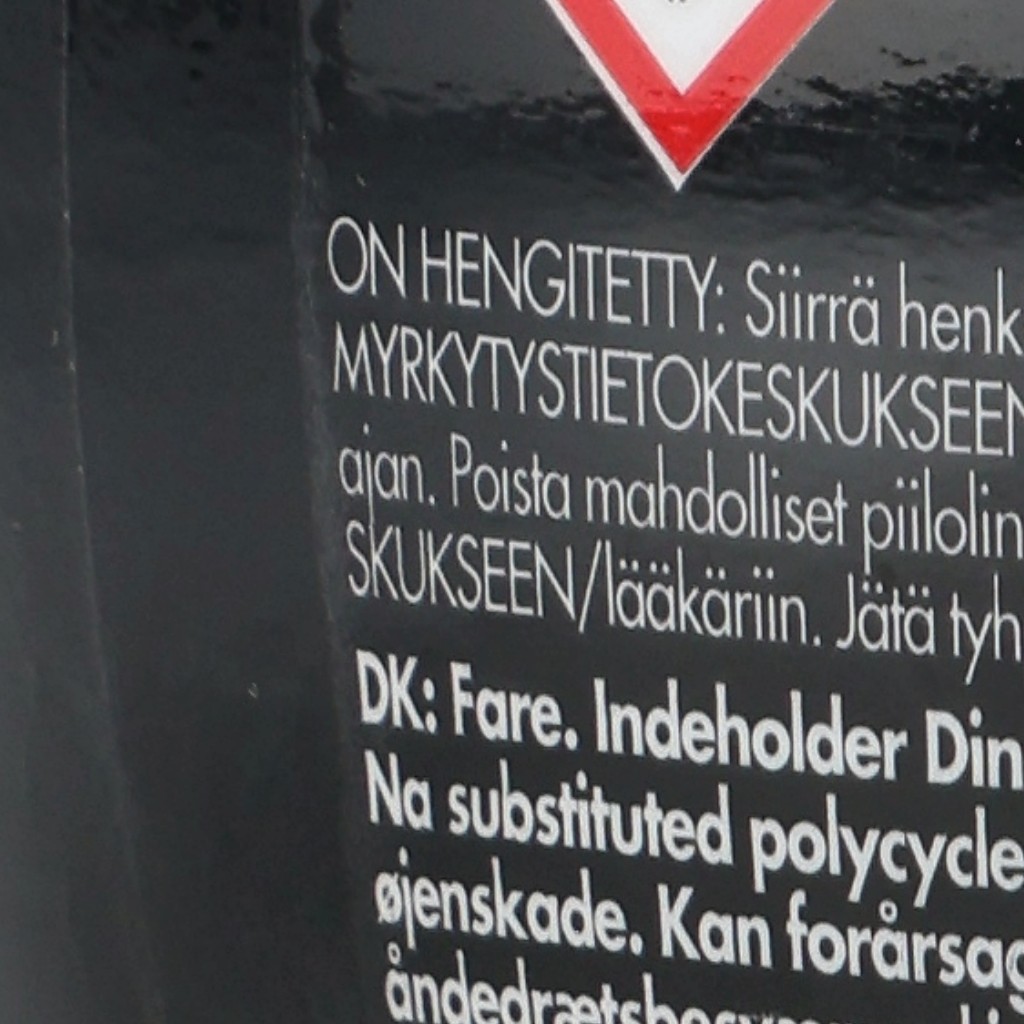 ON HENGITETTY: Siirrä henk
MYRKYTYSTIETOKESKUKSEEN
ajan. Poista mahdolliset piilolin
SKUKSEEN/lääkäriin. Jätä tyh
DK: Fare. Indeholder Din
Na substituted polycycle
øjenskade. Kan forårsag